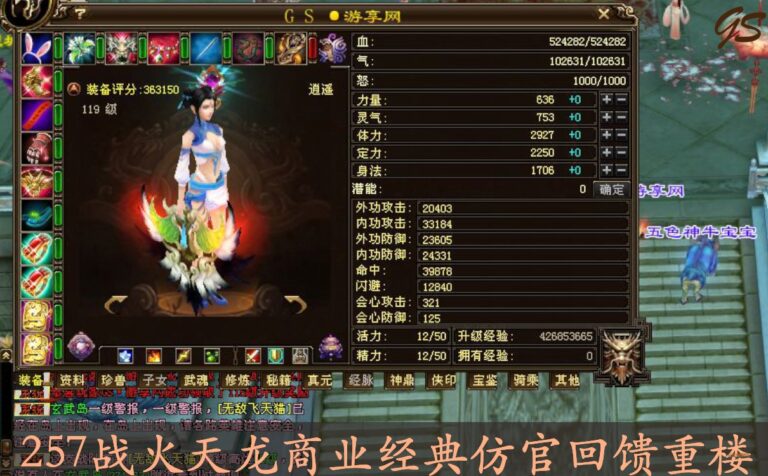 GS
GS ●游享网
血: 524282/524282
气: 102631/102631
怒: 1000/1000
装备评分:363150
逍遥
119 级
力量: 636 +0
灵气: 753 +0
体力: 2927 +0
定力: 2250 +0
身法: 1706 +0
潜能: 0 确定
游享网
外功攻击: 20403
内功攻击: 33184
外功防御: 23605
内功防御: 24331
命中: 39878
闪避: 12840
会心攻击: 321
会心防御: 125
五色神牛宝宝
活力: 12/50 升级经验: 426853665
精力: 12/50 拥有经验: 0
装备 资料 珍兽 子女 武魂 修炼 秘籍 真元 经脉 神鼎 侠印 宝鉴 骑乘 其他
玄武岛一级警报，一级警报，[无敌飞天猫]已
257战火天龙商业经典仿官回馈重楼